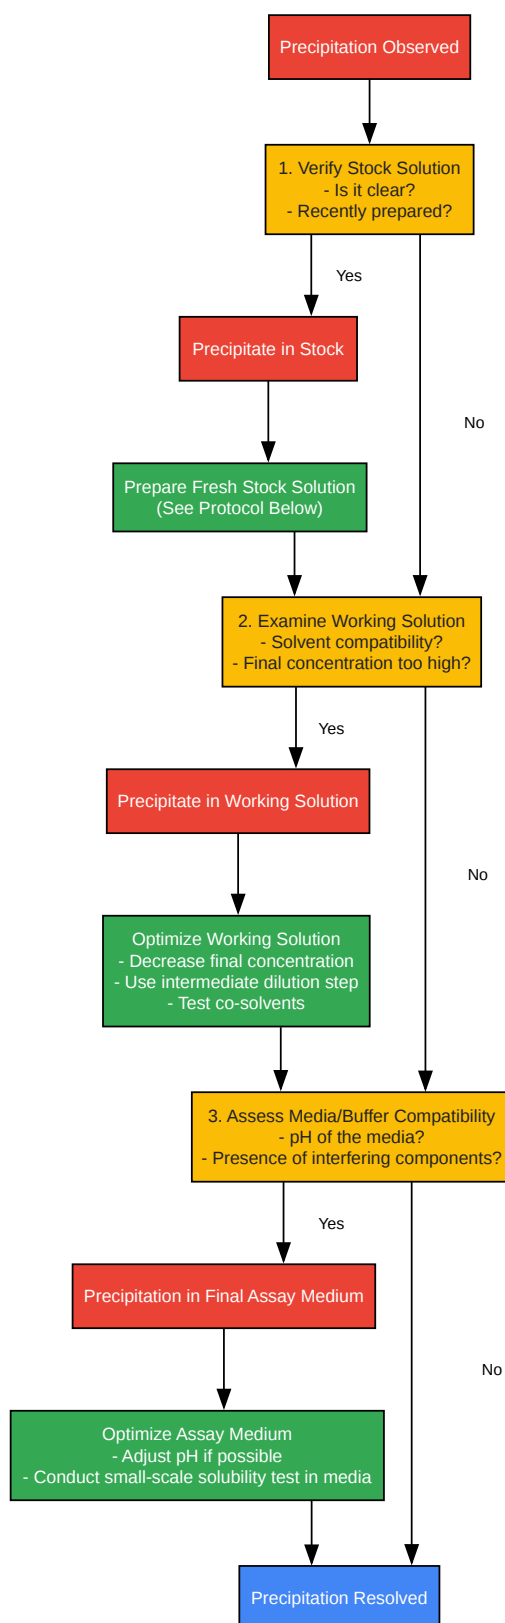 Precipitation Observed
1. Verify Stock Solution
- Is it clear?
- Recently prepared?
Yes
Precipitate in Stock
No
Prepare Fresh Stock Solution
(See Protocol Below)
2. Examine Working Solution
- Solvent compatibility?
- Final concentration too high?
Yes
Precipitate in Working Solution
No
Optimize Working Solution
- Decrease final concentration
- Use intermediate dilution step
- Test co-solvents
3. Assess Media/Buffer Compatibility
- pH of the media?
- Presence of interfering components?
Yes
Precipitation in Final Assay Medium
No
Optimize Assay Medium
- Adjust pH if possible
- Conduct small-scale solubility test in media
Precipitation Resolved